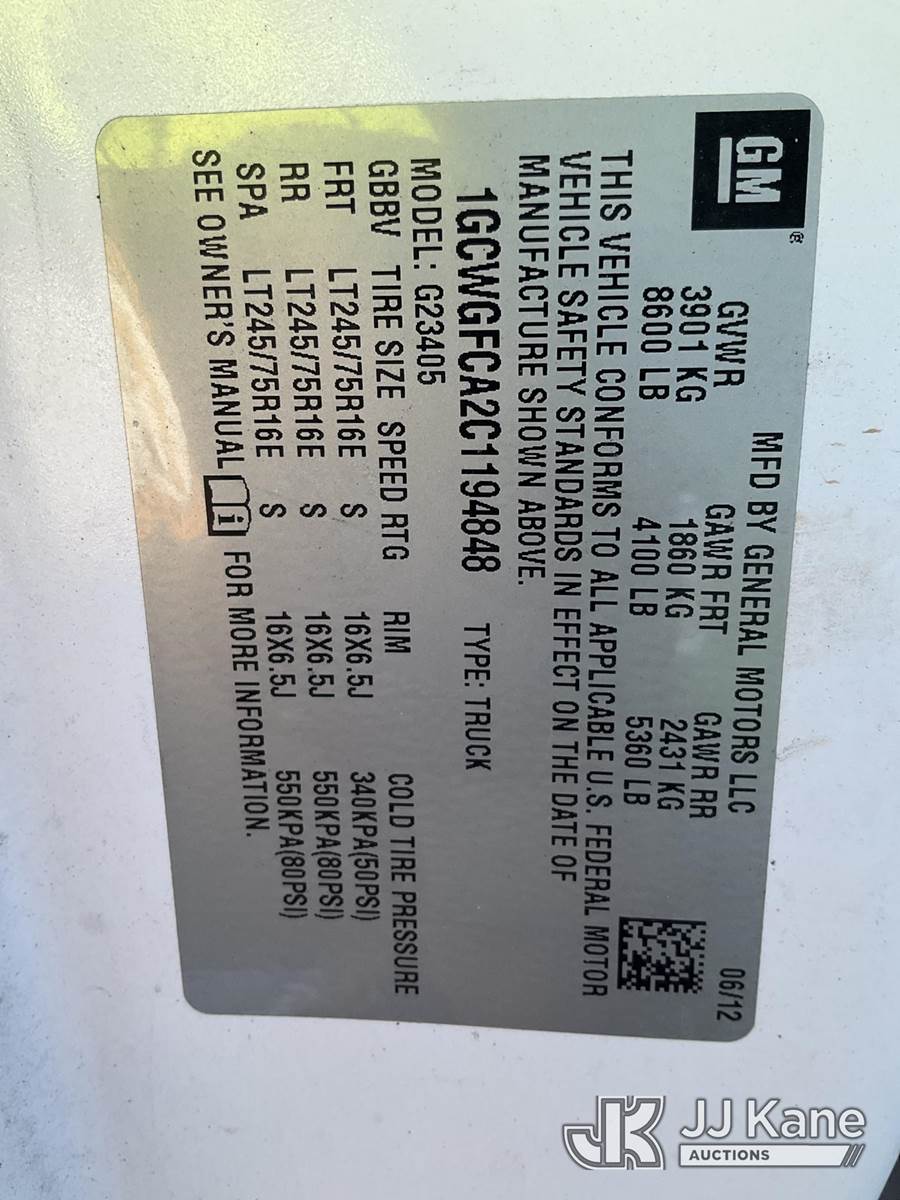 GM®
MFD BY GENERAL MOTORS LLC 06/12
GVWR GAWR FRT GAWR RR
3901 KG 1860 KG 2431 KG
8600 LB 4100 LB 5360 LB
THIS VEHICLE CONFORMS TO ALL APPLICABLE U.S. FEDERAL MOTOR
VEHICLE SAFETY STANDARDS IN EFFECT ON THE DATE OF
MANUFACTURE SHOWN ABOVE.
1GCWGFCA2C1194848 TYPE: TRUCK
MODEL: G23405
GBBV TIRE SIZE SPEED RTG RIM COLD TIRE PRESSURE
FRT LT245/75R16E S 16X6.5J 340KPA(50PSI)
RR LT245/75R16E S 16X6.5J 550KPA(80PSI)
SPA LT245/75R16E S 16X6.5J 550KPA(80PSI)
SEE OWNER'S MANUAL i FOR MORE INFORMATION.
JK JJ Kane
AUCTIONS